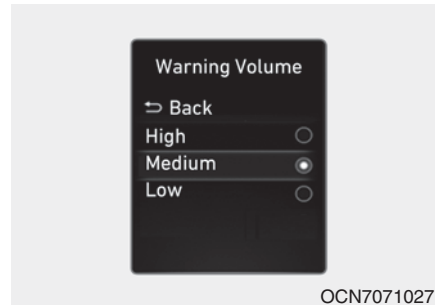 Warning Volume
Back
High
Medium
Low
OCN7071027